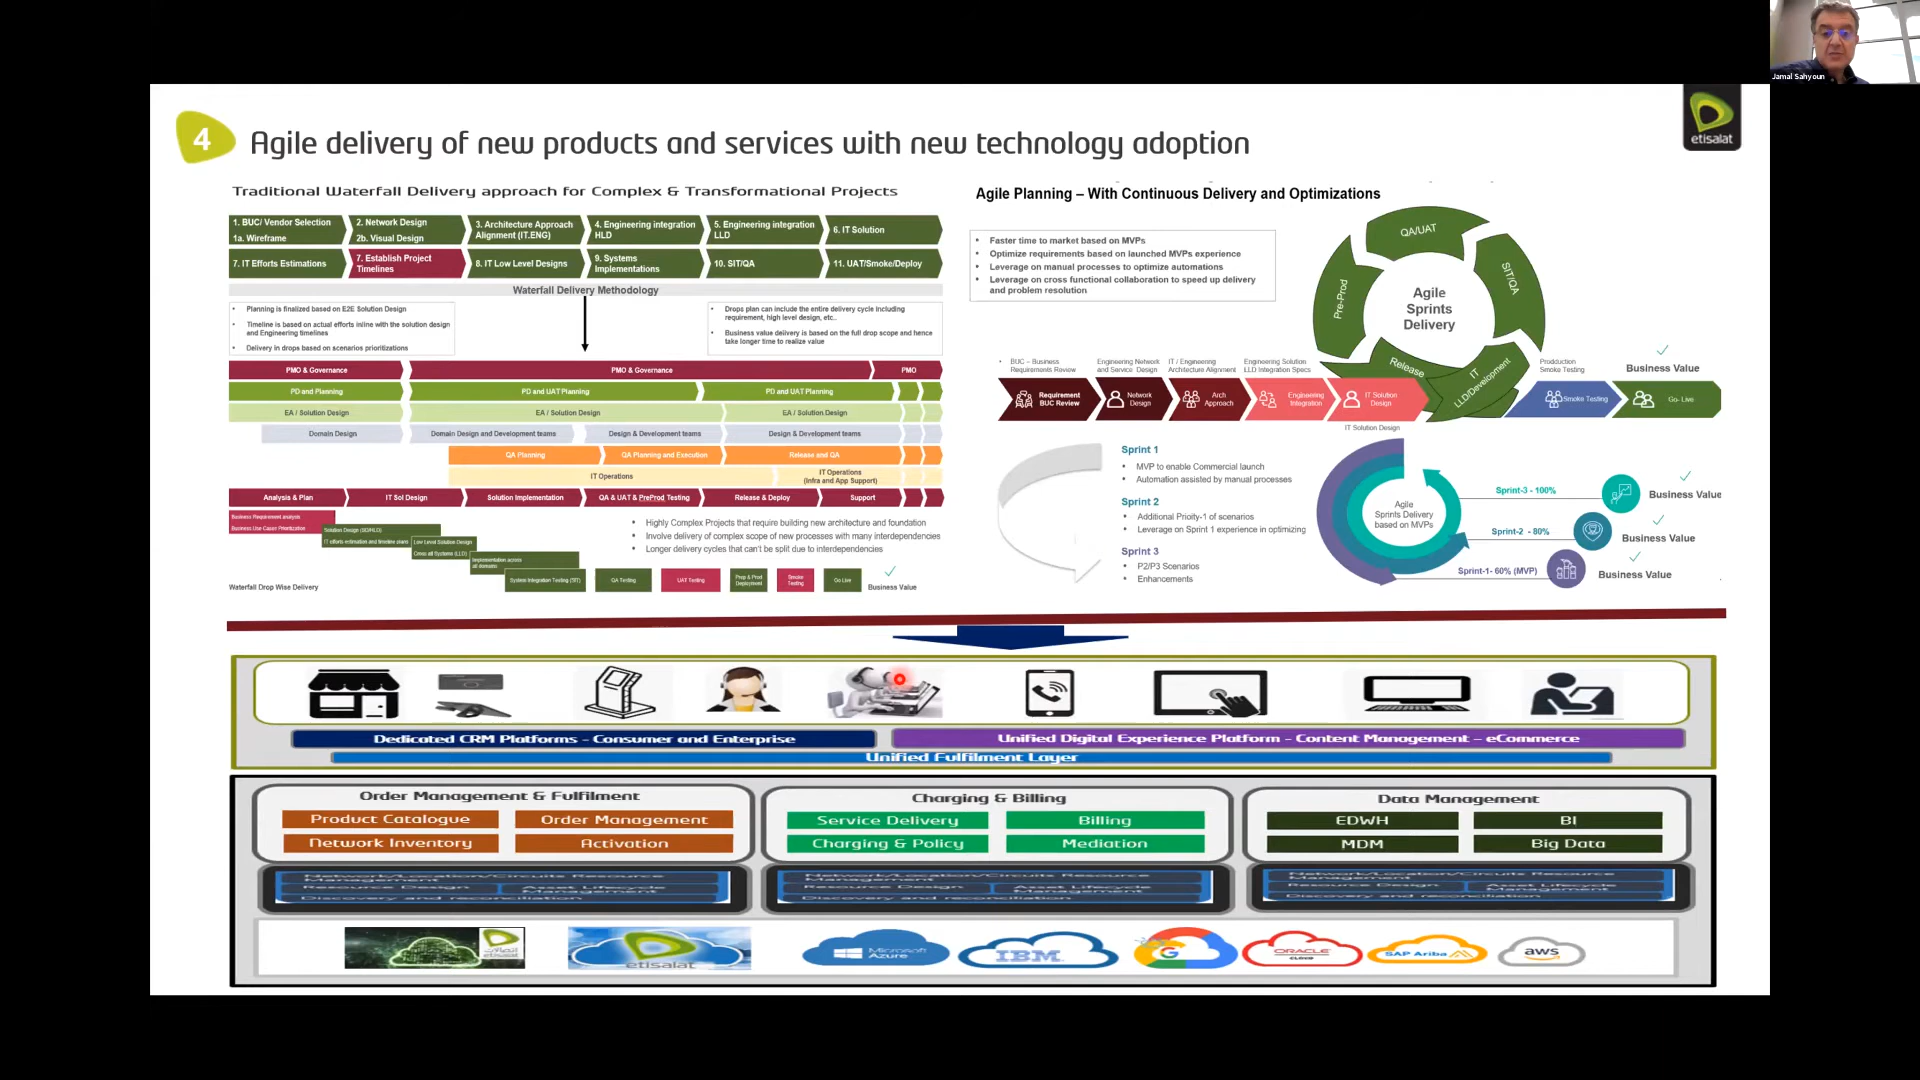 Jamal Sahyoun
etisalat
4
Agile delivery of new products and services with new technology adoption
Traditional Waterfall Delivery approach for Complex & Transformational Projects
1. BUC/ Vendor Selection
1a. Wireframe
2. Network Design
2b. Visual Design
3. Architecture Approach
Alignment (IT.ENG)
4. Engineering integration
HLD
5. Engineering integration
LLD
6. IT Solution
7. IT Efforts Estimations
7. Establish Project
Timelines
8. IT Low Level Designs
9. Systems
Implementations
10. SIT/QA
11. UAT/Smoke/Deploy
Waterfall Delivery Methodology
• Planning is finalized based on E2E Solution Design
• Timeline is based on actual efforts inline with the solution design
and Engineering timelines
• Delivery in drops based on scenarios prioritizations
• Drops plan can include the entire delivery cycle including
requirement, high level design, etc..
• Business value delivery is based on the full drop scope and hence
take longer time to realize value
PMO & Governance
PMO & Governance
PMO
PD and Planning
PD and UAT Planning
PD and UAT Planning
EA / Solution Design
EA / Solution Design
EA / Solution Design
Domain Design
Domain Design and Development teams
Design & Development teams
Design & Development teams
QA Planning
QA Planning and Execution
Release and QA
IT Operations
IT Operations
(Infra and App Support)
Analysis & Plan
IT Sol Design
Solution Implementation
QA & UAT & PreProd Testing
Release & Deploy
Support
Business Requirement analysis
Business Use Cases Prioritization
Solution Design (SD/HLD)
IT efforts estimation and timeline plans
Low Level Solution Design
Cross all Systems (LLD)
Implementation across
all domains
System Integration Testing (SIT)
QA Testing
UAT Testing
Prep & Prod
Deployment
Smoke
Testing
Go Live
Business Value
• Highly Complex Projects that require building new architecture and foundation
• Involve delivery of complex scope of new processes with many interdependencies
• Longer delivery cycles that can't be split due to interdependencies
Waterfall Drop Wise Delivery
Agile Planning – With Continuous Delivery and Optimizations
• Faster time to market based on MVPs
• Optimize requirements based on launched MVPs experience
• Leverage on manual processes to optimize automations
• Leverage on cross functional collaboration to speed up delivery
and problem resolution
QA/UAT
SIT/QA
IT
LLD/Development
Release
Pre-Prod
Agile
Sprints
Delivery
• BUC – Business
Requirements Review
Engineering Network
and Service Design
IT / Engineering
Architecture Alignment
Engineering Solution
LLD Integration Specs
Production
Smoke Testing
Business Value
Requirement
BUC Review
Network
Design
Arch
Approach
Engineering
Integration
IT Solution
Design
Smoke Testing
Go- Live
IT Solution Design
Sprint 1
• MVP to enable Commercial launch
• Automation assisted by manual processes
Sprint 2
• Additional Prioity-1 of scenarios
• Leverage on Sprint 1 experience in optimizing
Sprint 3
• P2/P3 Scenarios
• Enhancements
Agile
Sprints Delivery
based on MVPs
Sprint-3 - 100%
Business Value
Sprint-2 - 80%
Business Value
Sprint-1- 60% (MVP)
Business Value
Dedicated CRM Platforms - Consumer and Enterprise
Unified Digital Experience Platform - Content Management – eCommerce
Unified Fulfilment Layer
Order Management & Fulfilment
Product Catalogue
Order Management
Network Inventory
Activation
Charging & Billing
Service Delivery
Billing
Charging & Policy
Mediation
Data Management
EDWH
BI
MDM
Big Data
Network/Location/Circuits Resource
Management
Resource Design
Asset Lifecycle
Management
Discovery and reconciliation
Network/Location/Circuits Resource
Management
Resource Design
Asset Lifecycle
Management
Discovery and reconciliation
Network/Location/Circuits Resource
Management
Resource Design
Asset Lifecycle
Management
Discovery and reconciliation
اتصالات
etisalat
etisalat
Microsoft
Azure
IBM
G
ORACLE
CLOUD
SAP Ariba
aws